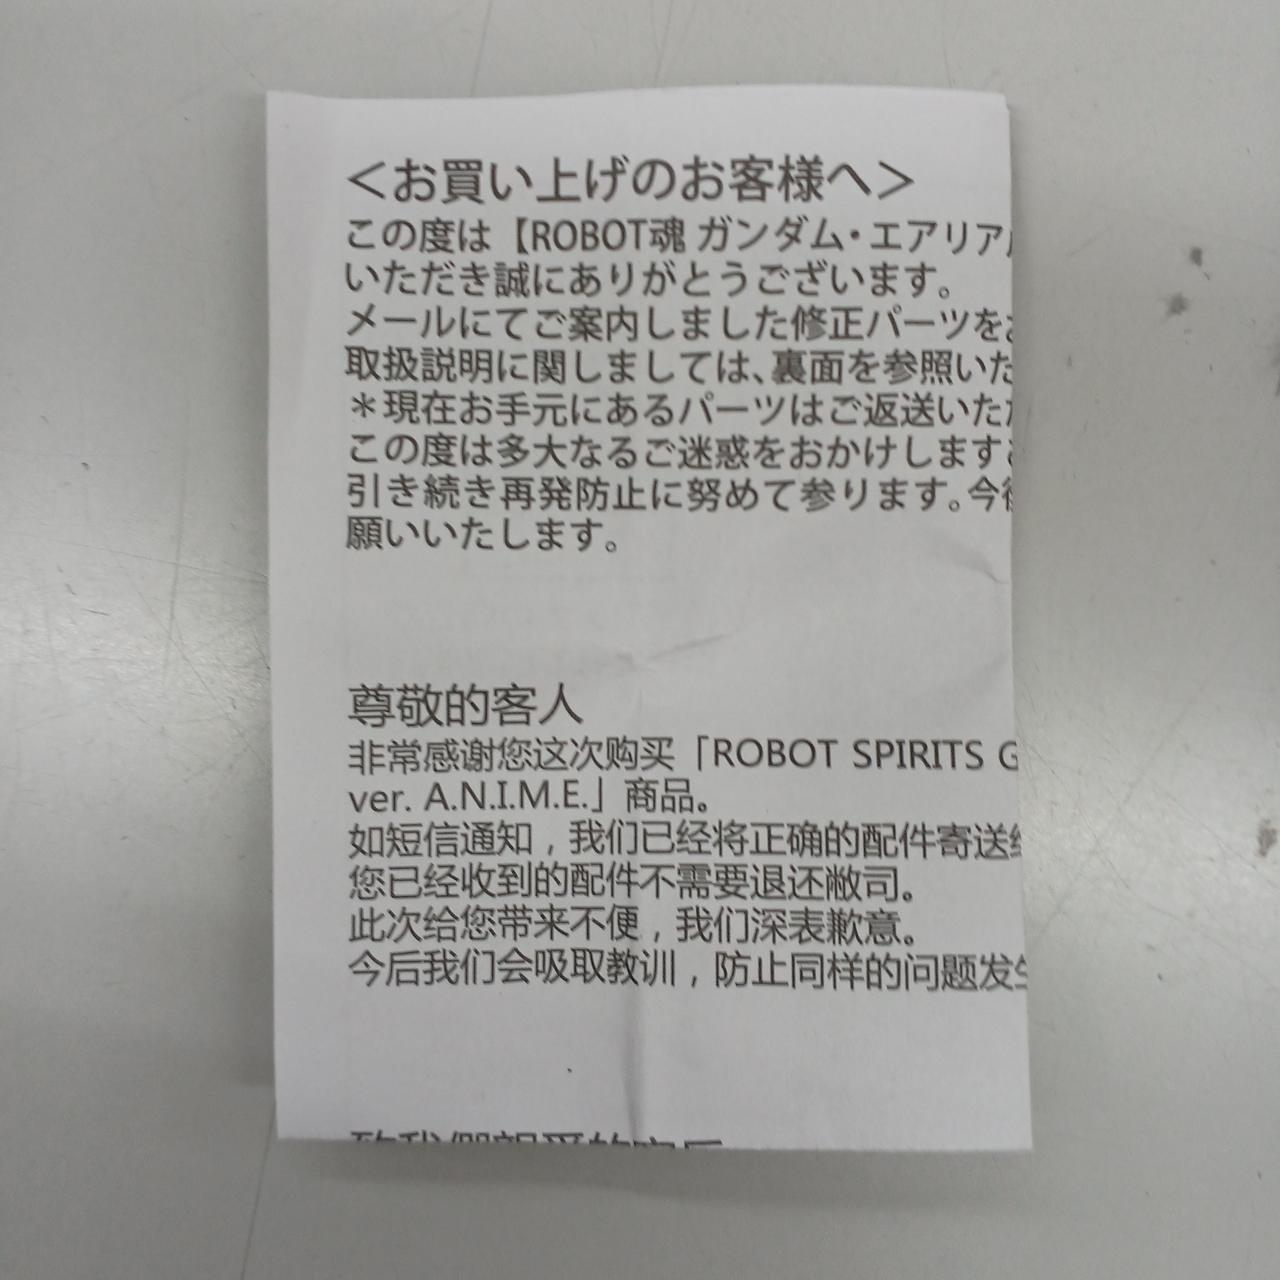 ＜お買い上げのお客様へ＞
この度は【ROBOT魂 ガンダム・エアリア
いただき誠にありがとうございます。
メールにてご案内しました修正パーツを
取扱説明に関しましては、裏面を参照いた
＊現在お手元にあるパーツはご返送いた
この度は多大なるご迷惑をおかけします
引き続き再発防止に努めて参ります。今
願いいたします。
尊敬的客人
非常感谢您这次购买「ROBOT SPIRITS G
ver. A.N.I.M.E.」商品。
如短信通知，我们已经将正确的配件寄送
您已经收到的配件不需要退还敝司。
此次给您带来不便，我们深表歉意。
今后我们会吸取教训，防止同样的问题发生